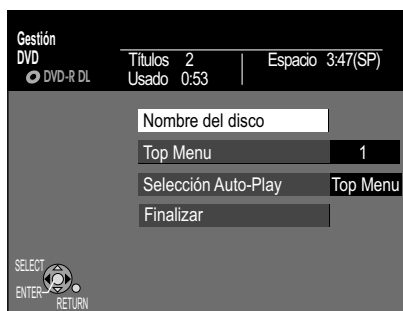 Gestión
DVD
DVD-R DL
Títulos 2
Usado 0:53
Espacio 3:47(SP)
Nombre del disco
Top Menu 1
Selección Auto-Play Top Menu
Finalizar
SELECT
ENTER
RETURN